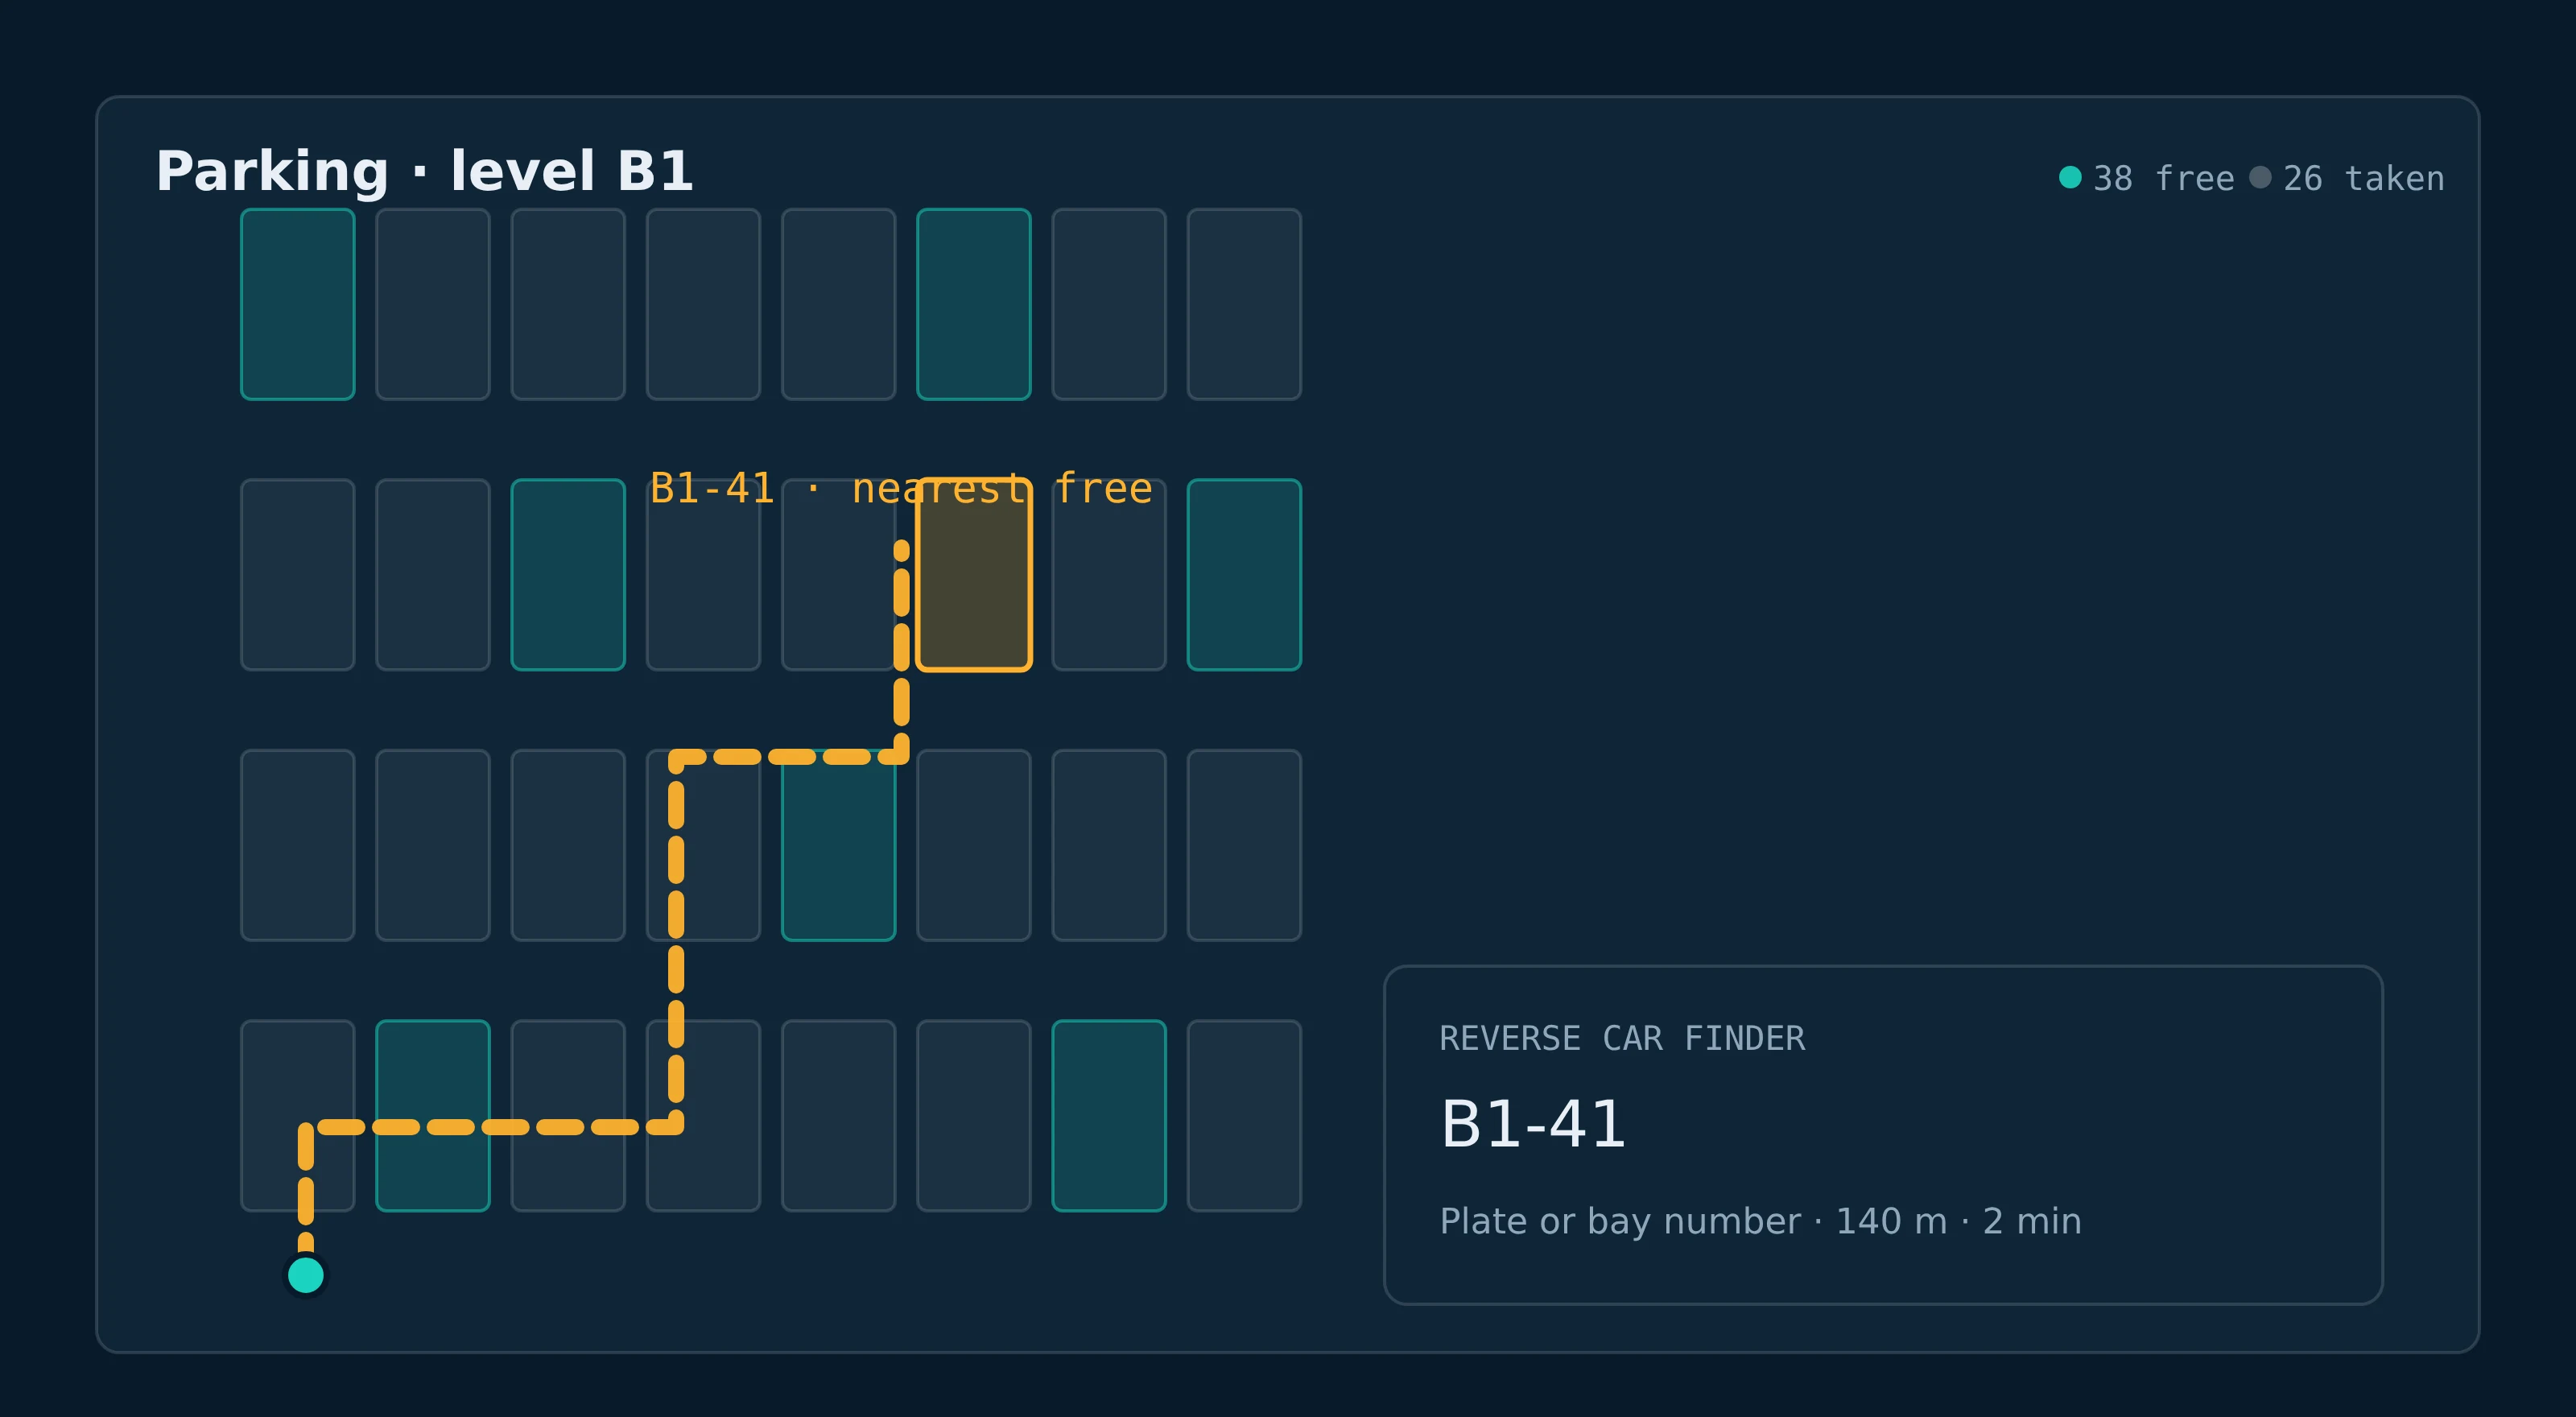 Parking · level B1
38 free 26 taken
B1-41 · nearest free
REVERSE CAR FINDER
B1-41
Plate or bay number · 140 m · 2 min